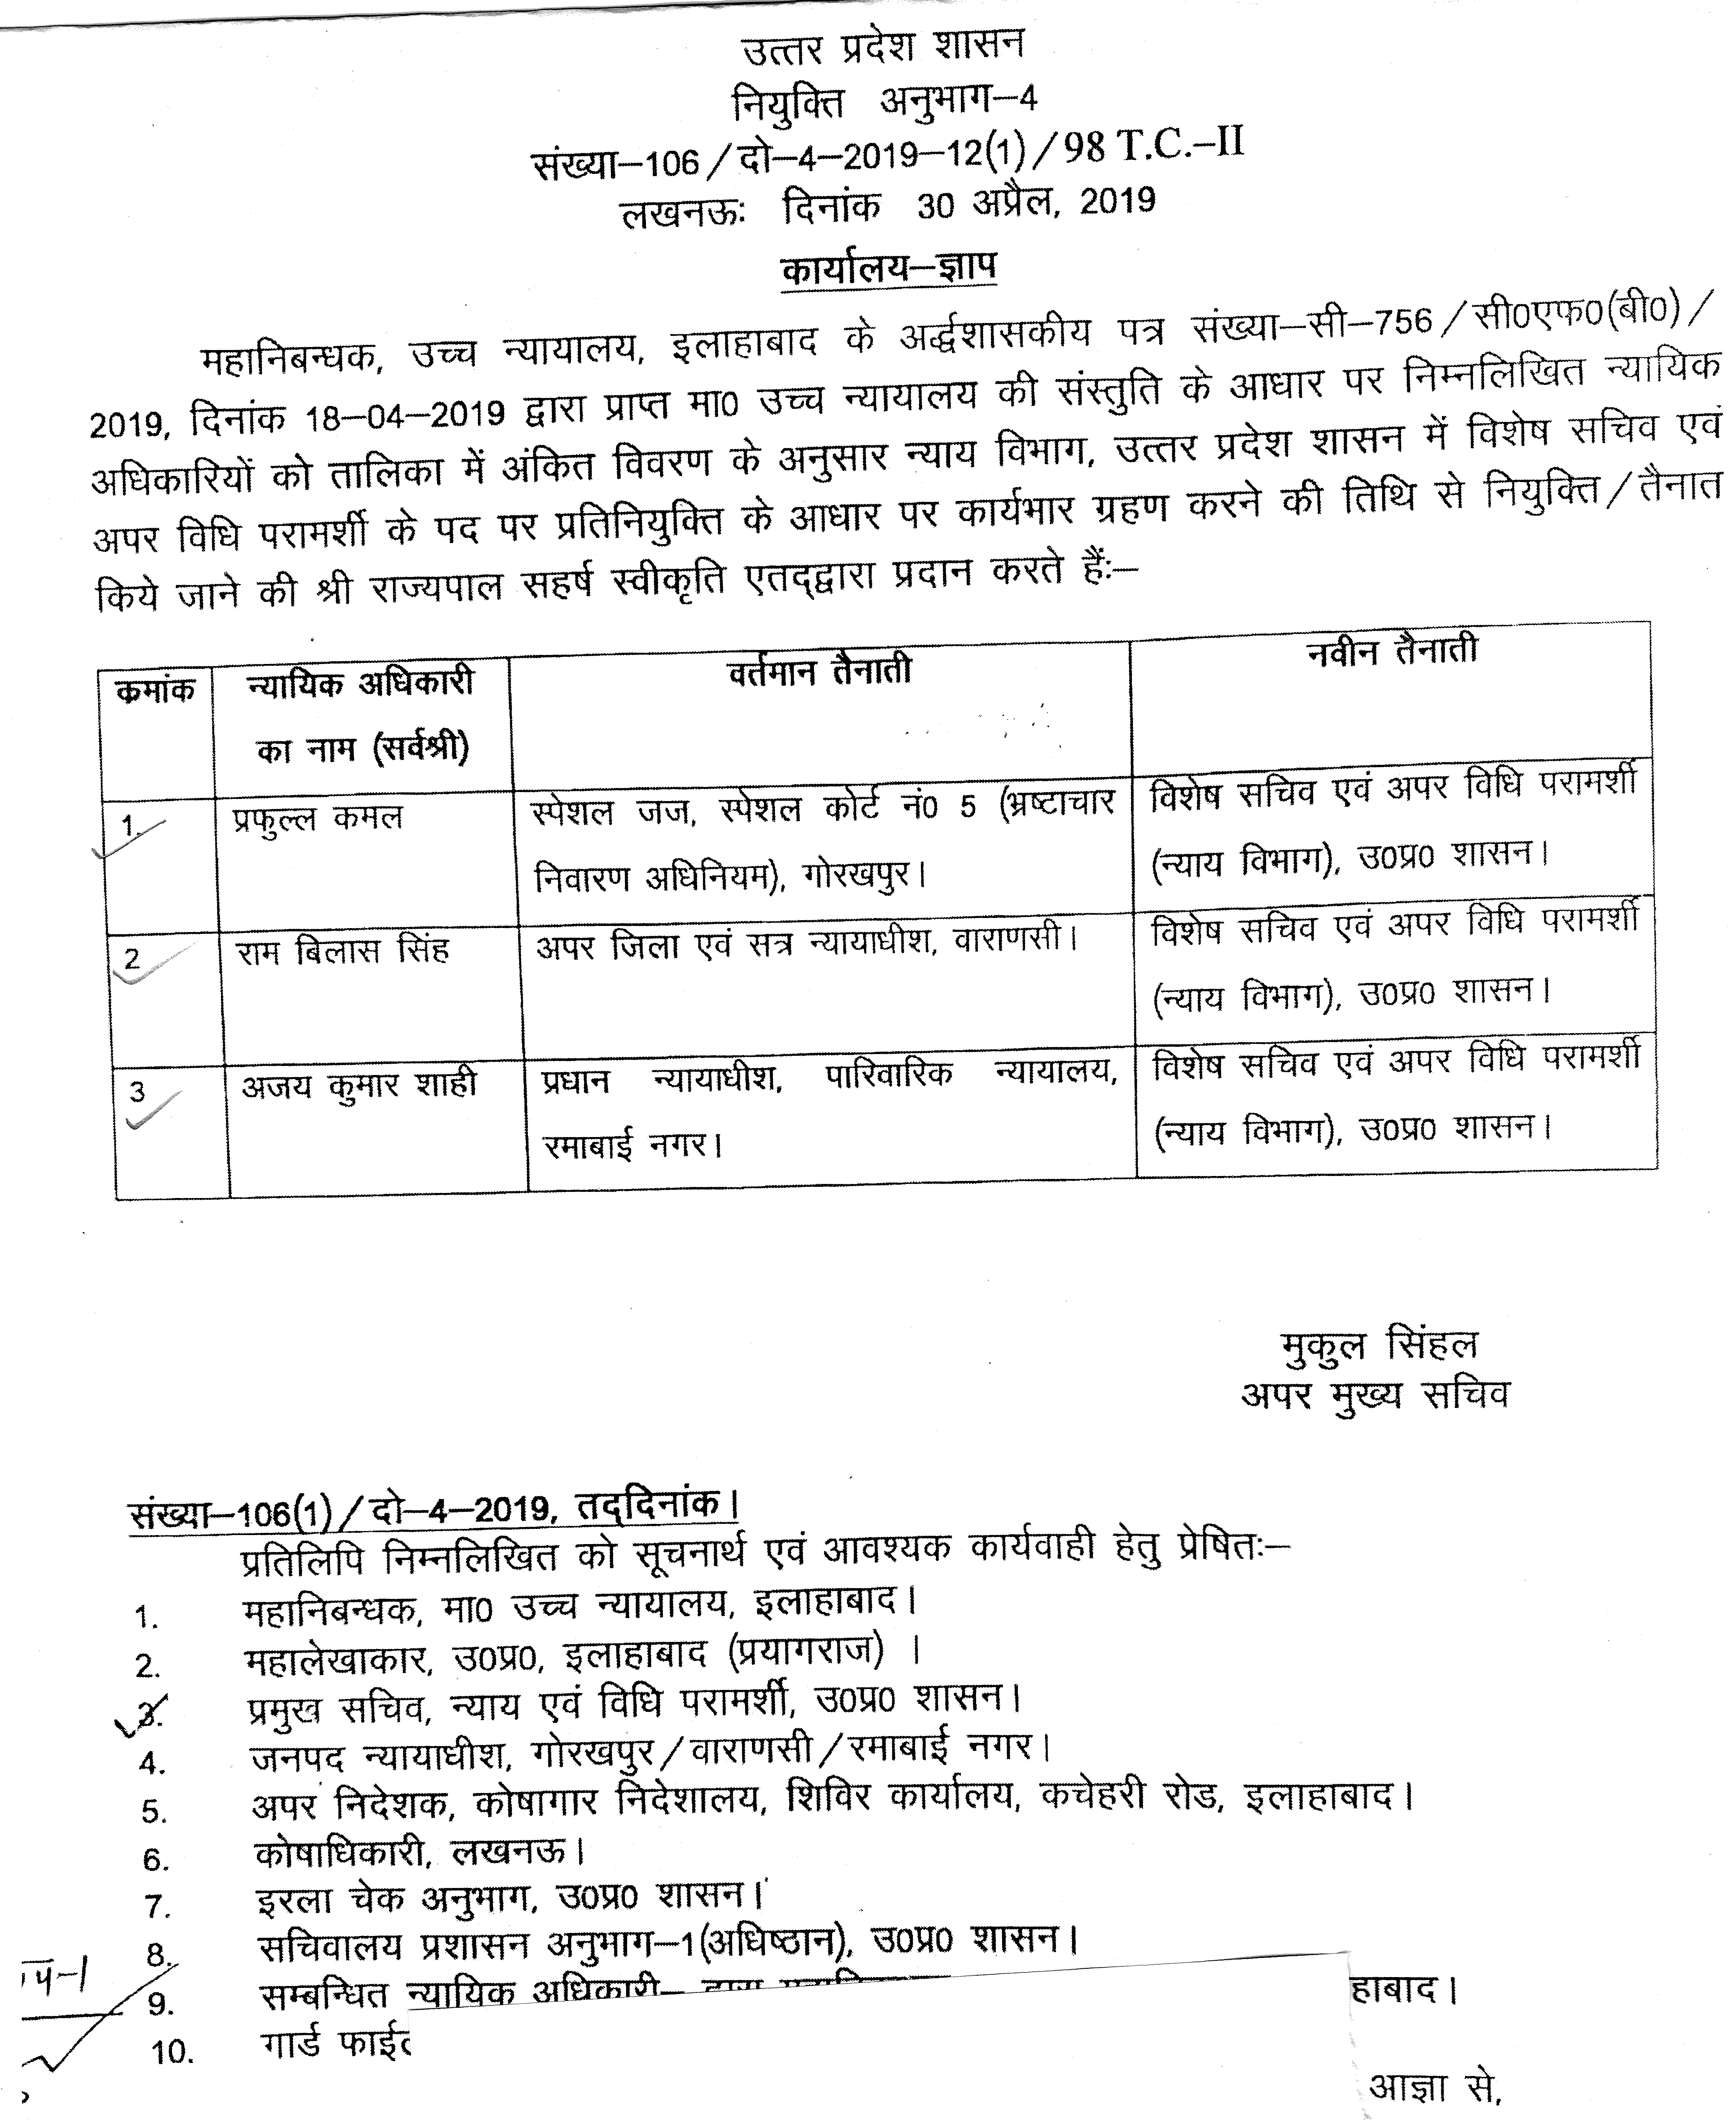 उत्तर प्रदेश शासन
नियुक्ति अनुभाग–4
संख्या–106/दो–4–2019–12(1)/98 T.C.–II
लखनऊः दिनांक 30 अप्रैल, 2019
कार्यालय–ज्ञाप
महानिबन्धक, उच्च न्यायालय, इलाहाबाद के अर्द्धशासकीय पत्र संख्या–सी–756/सी0एफ0(बी0)/
2019, दिनांक 18–04–2019 द्वारा प्राप्त मा0 उच्च न्यायालय की संस्तुति के आधार पर निम्नलिखित न्यायिक
अधिकारियों को तालिका में अंकित विवरण के अनुसार न्याय विभाग, उत्तर प्रदेश शासन में विशेष सचिव एवं
अपर विधि परामर्शी के पद पर प्रतिनियुक्ति के आधार पर कार्यभार ग्रहण करने की तिथि से नियुक्ति/तैनात
किये जाने की श्री राज्यपाल सहर्ष स्वीकृति एतद्द्वारा प्रदान करते हैंः–
क्रमांक न्यायिक अधिकारी वर्तमान तैनाती नवीन तैनाती
का नाम (सर्वश्री)
1. प्रफुल्ल कमल स्पेशल जज, स्पेशल कोर्ट नं0 5 (भ्रष्टाचार विशेष सचिव एवं अपर विधि परामर्शी
निवारण अधिनियम), गोरखपुर। (न्याय विभाग), उ0प्र0 शासन।
2 राम बिलास सिंह अपर जिला एवं सत्र न्यायाधीश, वाराणसी। विशेष सचिव एवं अपर विधि परामर्शी
(न्याय विभाग), उ0प्र0 शासन।
3 अजय कुमार शाही प्रधान न्यायाधीश, पारिवारिक न्यायालय, विशेष सचिव एवं अपर विधि परामर्शी
रमाबाई नगर। (न्याय विभाग), उ0प्र0 शासन।
मुकुल सिंहल
अपर मुख्य सचिव
संख्या–106(1)/दो–4–2019, तद्दिनांक।
प्रतिलिपि निम्नलिखित को सूचनार्थ एवं आवश्यक कार्यवाही हेतु प्रेषितः–
1. महानिबन्धक, मा0 उच्च न्यायालय, इलाहाबाद।
2. महालेखाकार, उ0प्र0, इलाहाबाद (प्रयागराज) ।
3. प्रमुख सचिव, न्याय एवं विधि परामर्शी, उ0प्र0 शासन।
4. जनपद न्यायाधीश, गोरखपुर/वाराणसी/रमाबाई नगर।
5. अपर निदेशक, कोषागार निदेशालय, शिविर कार्यालय, कचेहरी रोड, इलाहाबाद।
6. कोषाधिकारी, लखनऊ।
7. इरला चेक अनुभाग, उ0प्र0 शासन।
8. सचिवालय प्रशासन अनुभाग–1(अधिष्ठान), उ0प्र0 शासन।
9. सम्बन्धित न्यायिक अधिकारी– हाबाद।
10. गार्ड
आज्ञा से,